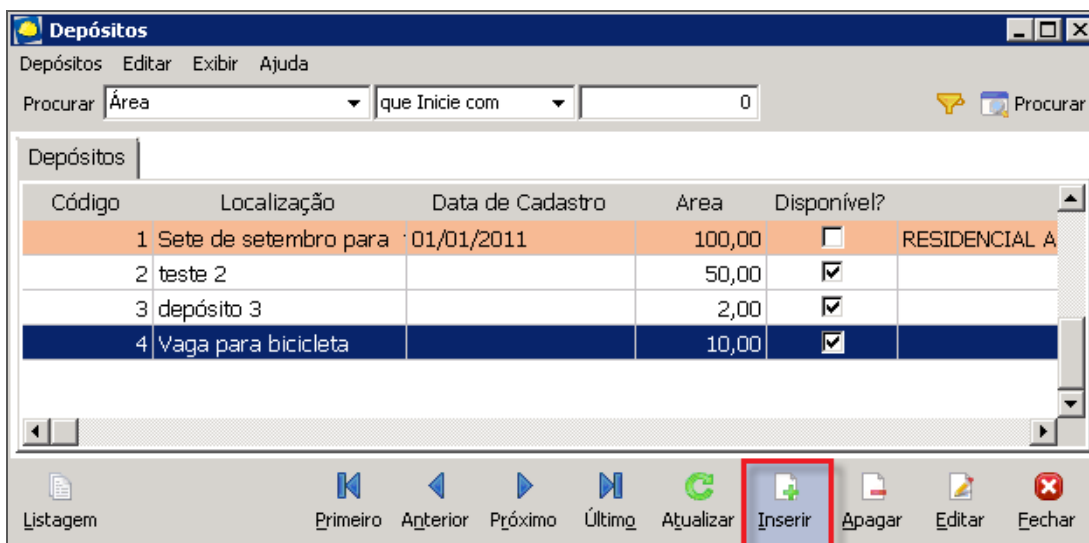 Depósitos
Depósitos Editar Exibir Ajuda
Procurar Área que Inicie com 0 Procurar
Depósitos
Código Localização Data de Cadastro Area Disponível?
1 Sete de setembro para 01/01/2011 100,00 RESIDENCIAL A
2 teste 2 50,00
3 depósito 3 2,00
4 Vaga para bicicleta 10,00
Listagem Primeiro Anterior Próximo Último Atualizar Inserir Apagar Editar Fechar